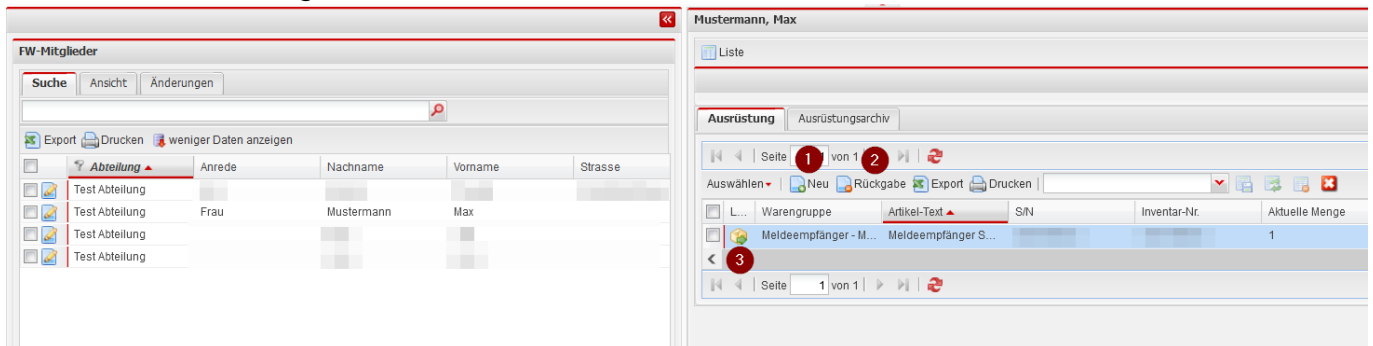 Mustermann, Max
FW-Mitglieder
Liste
Suche Ansicht Änderungen
Ausrüstung Ausrüstungsarchiv
Export Drucken weniger Daten anzeigen
Seite 1 von 1 2
Auswählen Neu Rückgabe Export Drucken
Abteilung Anrede Nachname Vorname Strasse
L... Warengruppe Artikel-Text S/N Inventar-Nr. Aktuelle Menge
Test Abteilung
Test Abteilung Frau Mustermann Max
Test Abteilung
Test Abteilung
Meldeempfänger - M... Meldeempfänger S... 1
3
Seite 1 von 1